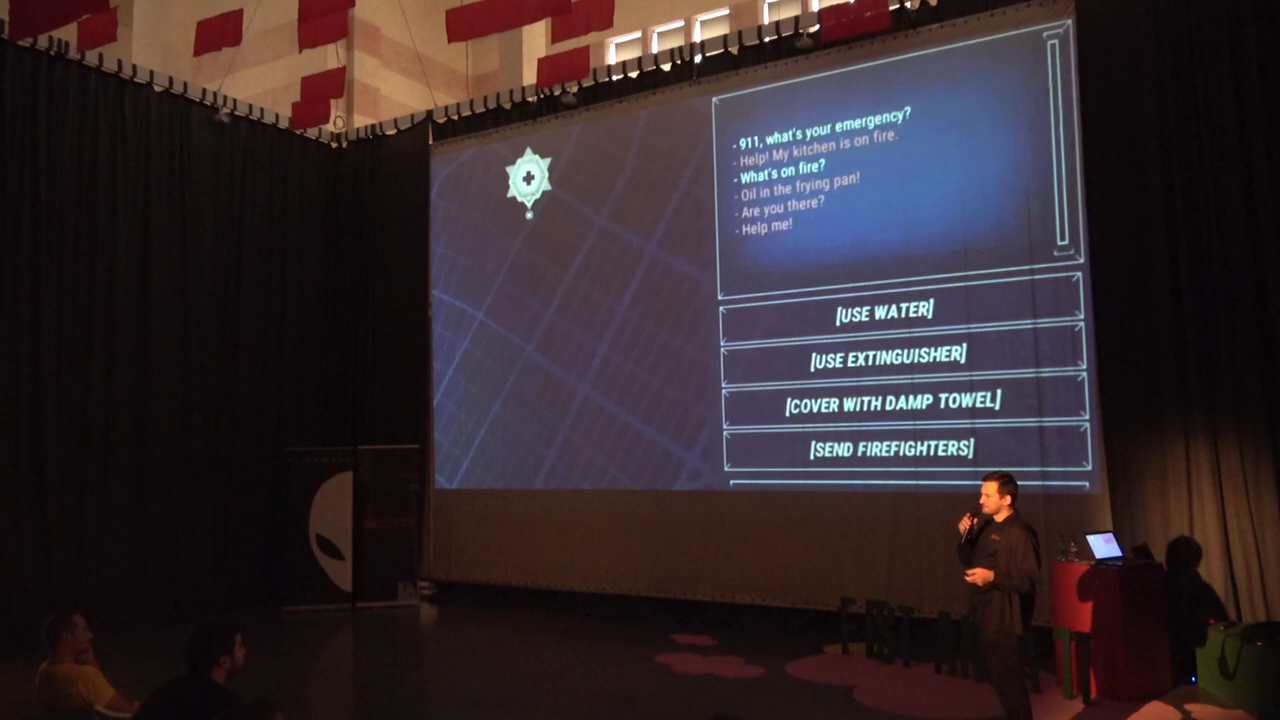 - 911, what's your emergency?
- Help! My kitchen is on fire.
- What's on fire?
- Oil in the frying pan!
- Are you there?
- Help me!
[USE WATER]
[USE EXTINGUISHER]
[COVER WITH DAMP TOWEL]
[SEND FIREFIGHTERS]